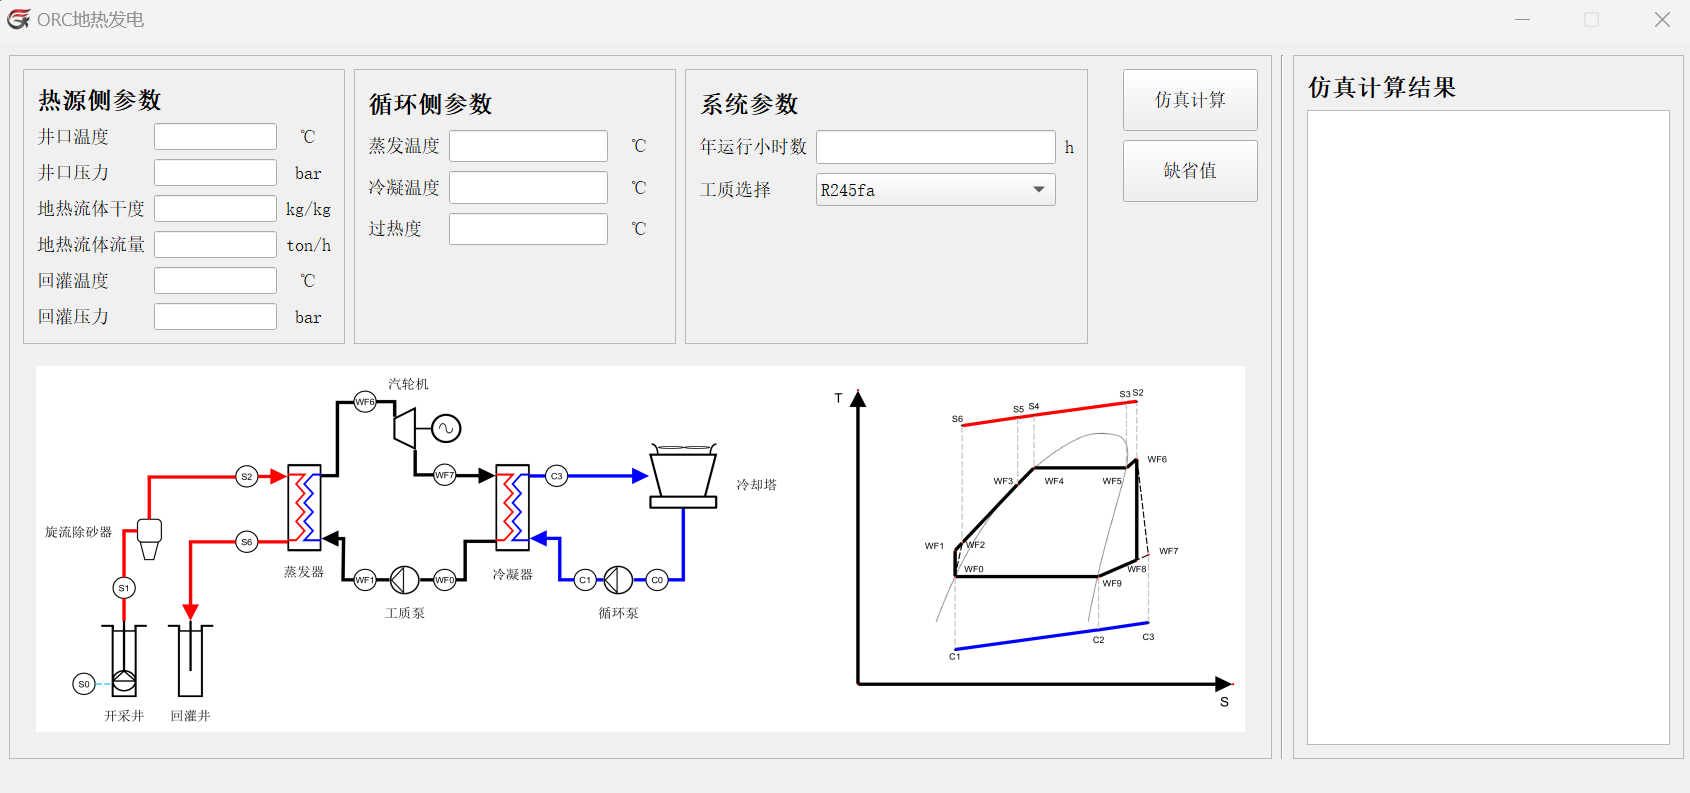 ORC地热发电
热源侧参数
井口温度 ℃
井口压力 bar
地热流体干度 kg/kg
地热流体流量 ton/h
回灌温度 ℃
回灌压力 bar
循环侧参数
蒸发温度 ℃
冷凝温度 ℃
过热度 ℃
系统参数
年运行小时数 h
工质选择 R245fa
仿真计算
缺省值
仿真计算结果
汽轮机
WF6
S2
WF7
C3
冷却塔
旋流除砂器
S6
蒸发器
冷凝器
S1
WF1
WF0
C1
C0
工质泵
循环泵
S0
开采井
回灌井
T
S3
S2
S5
S4
S6
WF6
WF3
WF4
WF5
WF1
WF2
WF7
WF0
WF8
WF9
C2
C3
C1
S